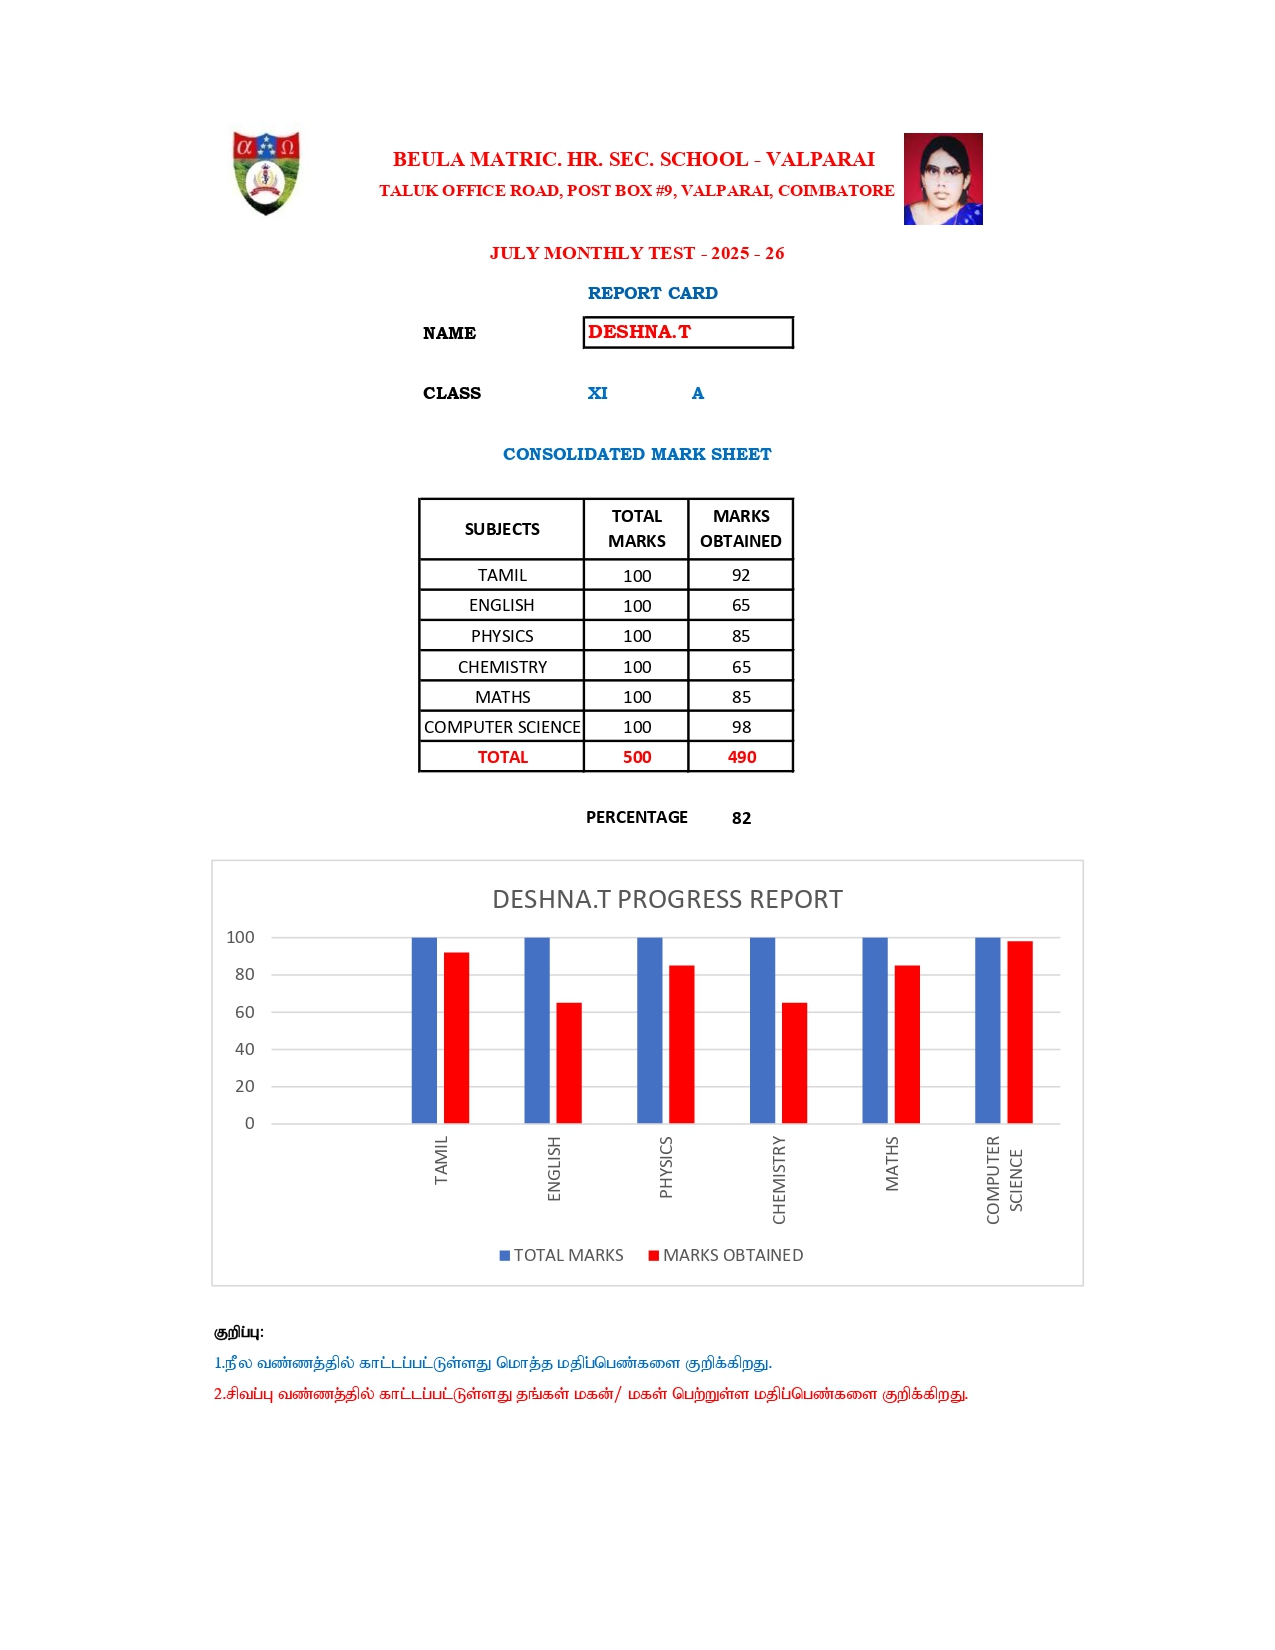 α Ω
BEULA MATRIC. HR. SEC. SCHOOL - VALPARAI
TALUK OFFICE ROAD, POST BOX #9, VALPARAI, COIMBATORE
JULY MONTHLY TEST - 2025 - 26
REPORT CARD
NAME DESHNA.T
CLASS XI A
CONSOLIDATED MARK SHEET
SUBJECTS TOTAL MARKS MARKS OBTAINED
TAMIL 100 92
ENGLISH 100 65
PHYSICS 100 85
CHEMISTRY 100 65
MATHS 100 85
COMPUTER SCIENCE 100 98
TOTAL 500 490
PERCENTAGE 82
DESHNA.T PROGRESS REPORT
100
80
60
40
20
0
TAMIL
ENGLISH
PHYSICS
CHEMISTRY
MATHS
COMPUTER
SCIENCE
TOTAL MARKS MARKS OBTAINED
குறிப்பு:
1.நீல வண்ணத்தில் காட்டப்பட்டுள்ளது மொத்த மதிப்பெண்களை குறிக்கிறது.
2.சிவப்பு வண்ணத்தில் காட்டப்பட்டுள்ளது தங்கள் மகன்/ மகள் பெற்றுள்ள மதிப்பெண்களை குறிக்கிறது.